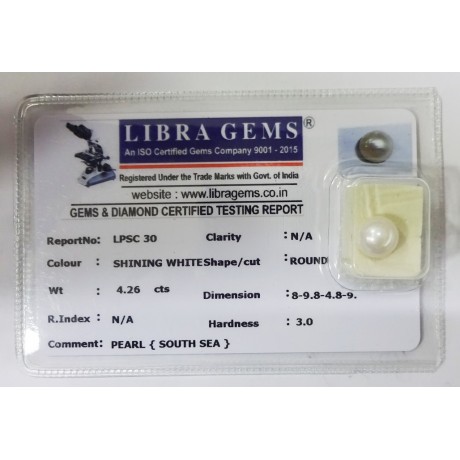 LIBRA GEMS®
An ISO Certified Gems Company 9001 - 2015
Registered Under the Trade Marks with Govt. of India
website : www.libragems.co.in
GEMS & DIAMOND CERTIFIED TESTING REPORT
ReportNo: LPSC 30 Clarity : N/A
Colour : SHINING WHITE Shape/cut :ROUND
Wt : 4.26 cts Dimension : 8-9.8-4.8-9.
R.Index : N/A Hardness : 3.0
Comment: PEARL { SOUTH SEA }